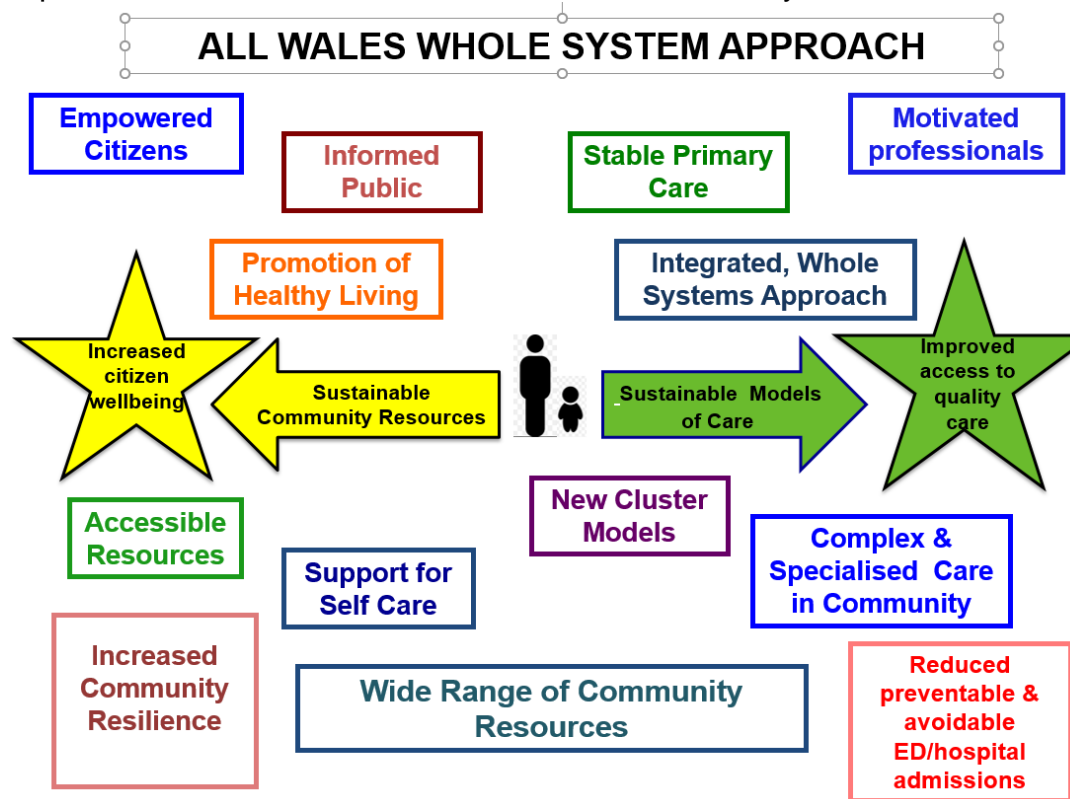 ALL WALES WHOLE SYSTEM APPROACH
Empowered
Citizens
Informed
Public
Stable Primary
Care
Motivated
professionals
Promotion of
Healthy Living
Integrated, Whole
Systems Approach
Increased
citizen
wellbeing
Sustainable
Community Resources
Sustainable Models
of Care
Improved
access to
quality
care
Accessible
Resources
Support for
Self Care
New Cluster
Models
Complex &
Specialised Care
in Community
Increased
Community
Resilience
Wide Range of Community
Resources
Reduced
preventable &
avoidable
ED/hospital
admissions